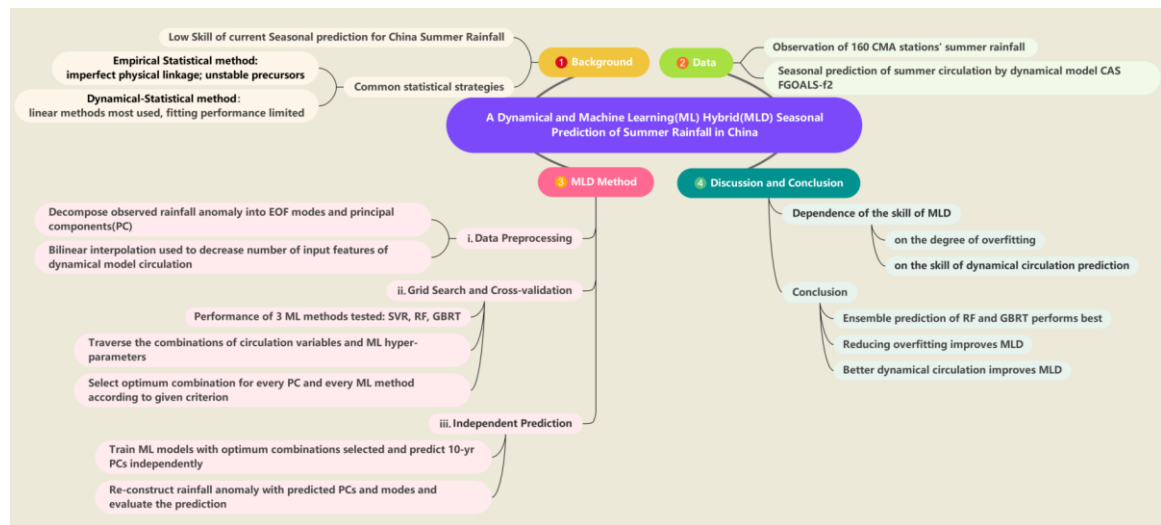 A Dynamical and Machine Learning(ML) Hybrid(MLD) Seasonal
Prediction of Summer Rainfall in China
1 Background
Low Skill of current Seasonal prediction for China Summer Rainfall
Common statistical strategies
Empirical Statistical method:
imperfect physical linkage; unstable precursors
Dynamical-Statistical method:
linear methods most used, fitting performance limited
2 Data
Observation of 160 CMA stations' summer rainfall
Seasonal prediction of summer circulation by dynamical model CAS
FGOALS-f2
3 MLD Method
i. Data Preprocessing
Decompose observed rainfall anomaly into EOF modes and principal
components(PC)
Bilinear interpolation used to decrease number of input features of
dynamical model circulation
ii. Grid Search and Cross-validation
Performance of 3 ML methods tested: SVR, RF, GBRT
Traverse the combinations of circulation variables and ML hyper-
parameters
Select optimum combination for every PC and every ML method
according to given criterion
iii. Independent Prediction
Train ML models with optimum combinations selected and predict 10-yr
PCs independently
Re-construct rainfall anomaly with predicted PCs and modes and
evaluate the prediction
4 Discussion and Conclusion
Dependence of the skill of MLD
on the degree of overfitting
on the skill of dynamical circulation prediction
Conclusion
Ensemble prediction of RF and GBRT performs best
Reducing overfitting improves MLD
Better dynamical circulation improves MLD